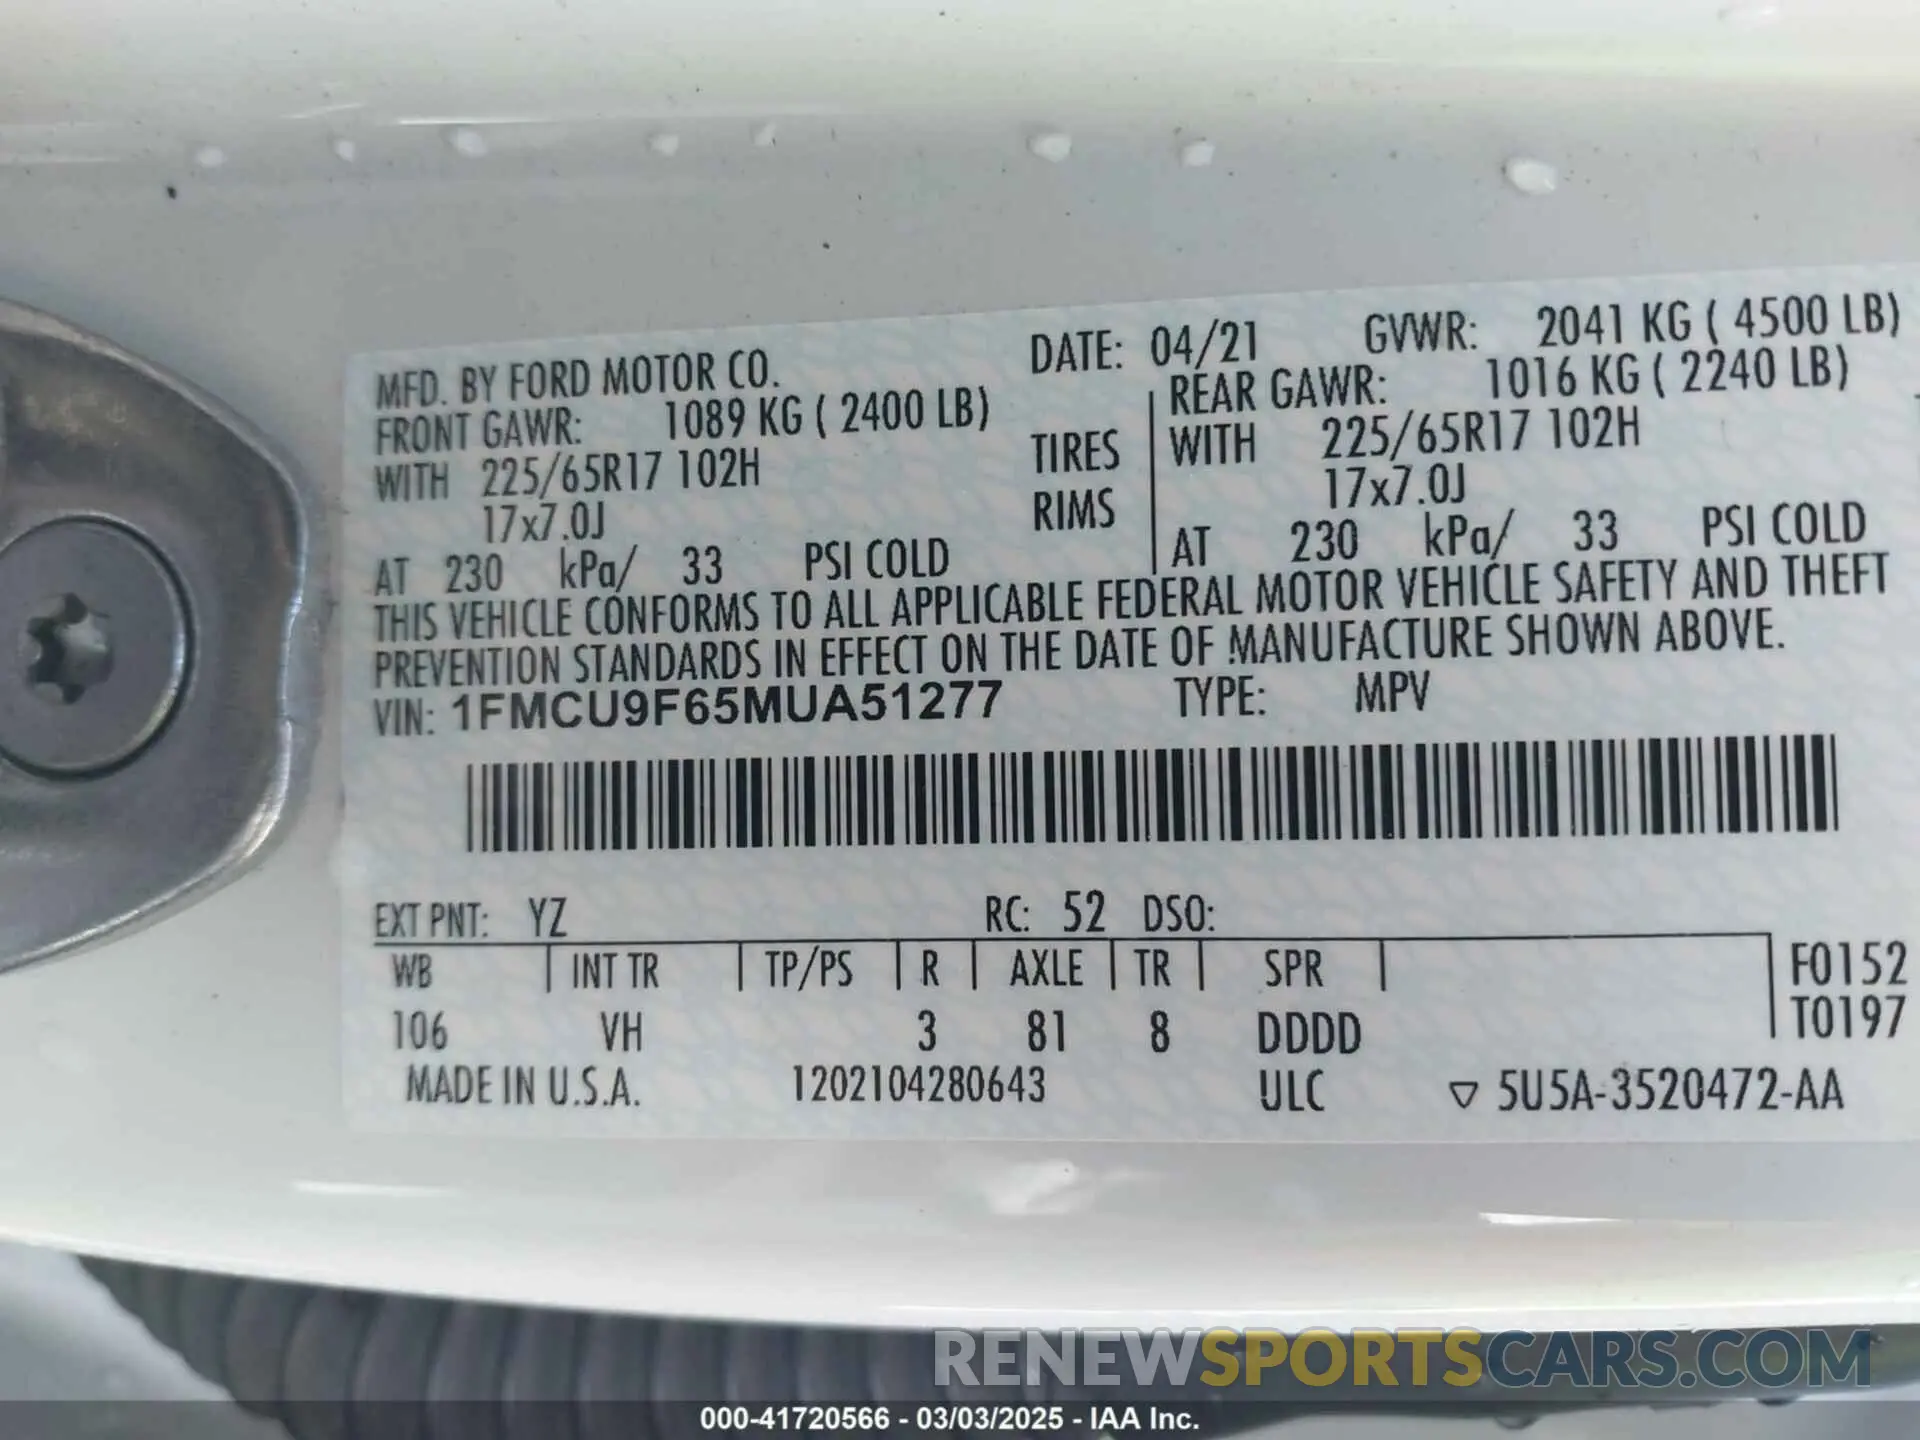 MFD. BY FORD MOTOR CO. DATE: 04/21 GVWR: 2041 KG ( 4500 LB)
FRONT GAWR: 1089 KG ( 2400 LB) REAR GAWR: 1016 KG ( 2240 LB)
WITH 225/65R17 102H TIRES WITH 225/65R17 102H
17x7.0J RIMS 17x7.0J
AT 230 kPa/ 33 PSI COLD AT 230 kPa/ 33 PSI COLD
THIS VEHICLE CONFORMS TO ALL APPLICABLE FEDERAL MOTOR VEHICLE SAFETY AND THEFT
PREVENTION STANDARDS IN EFFECT ON THE DATE OF MANUFACTURE SHOWN ABOVE.
VIN: 1FMCU9F65MUA51277 TYPE: MPV
EXT PNT: YZ RC: 52 DSO:
WB INT TR TP/PS R AXLE TR SPR F0152
106 VH 3 81 8 DDDD T0197
MADE IN U.S.A. 1202104280643 ULC ▽ 5U5A-3520472-AA
RENEWSPORTSCARS.COM
000-41720566 - 03/03/2025 - IAA Inc.